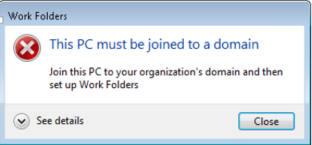 Work Folders
This PC must be joined to a domain
Join this PC to your organization's domain and then
set up Work Folders
See details
Close